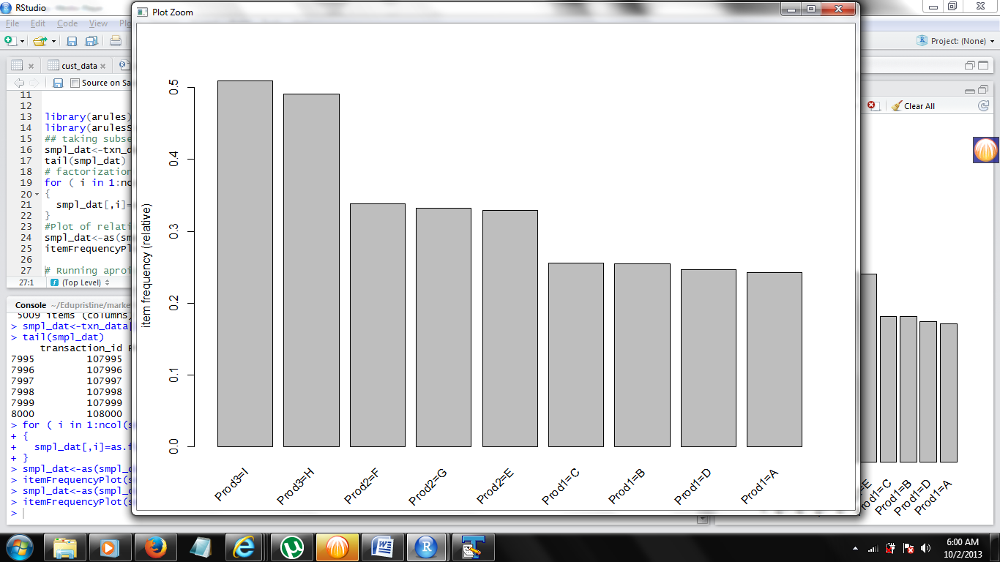 RStudio
File Edit Code View Plo
Project: (None)
cust_data
Source on Sa
11
12
13 library(arules)
14 library(arulesS
15 ## taking subse
16 smpl_dat<-txn_d
17 tail(smpl_dat)
18 # factorization
19 for ( i in 1:nc
20 {
21 smpl_dat[,i]=
22 }
23 #Plot of relati
24 smpl_dat<-as(sm
25 itemFrequencyPl
26
27 # Running aproi
27:1 (Top Level)
Console ~/Edupristine/marke
5009 items (columns)
> smpl_dat<-txn_data[
> tail(smpl_dat)
transaction_id P
7995 107995
7996 107996
7997 107997
7998 107998
7999 107999
8000 108000
> for ( i in 1:ncol(s
+ {
+ smpl_dat[,i]=as.f
+ }
> smpl_dat<-as(smpl_d
> itemFrequencyPlot(s
> smpl_dat<-as(smpl_d
> itemFrequencyPlot(s
>
Plot Zoom
item frequency (relative)
0.5
0.4
0.3
0.2
0.1
0.0
Prod3=I
Prod3=H
Prod2=F
Prod2=G
Prod2=E
Prod1=C
Prod1=B
Prod1=D
Prod1=A
Clear All
=E
rod1=C
Prod1=B
Prod1=D
Prod1=A
6:00 AM
10/2/2013